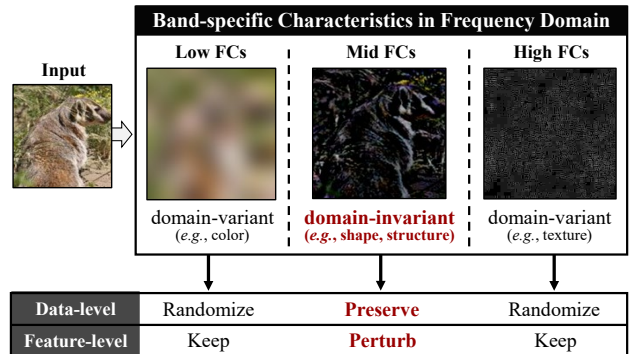 Band-specific Characteristics in Frequency Domain
Input
Low FCs
Mid FCs
High FCs
domain-variant
(e.g., color)
domain-invariant
(e.g., shape, structure)
domain-variant
(e.g., texture)
Data-level Randomize Preserve Randomize
Feature-level Keep Perturb Keep